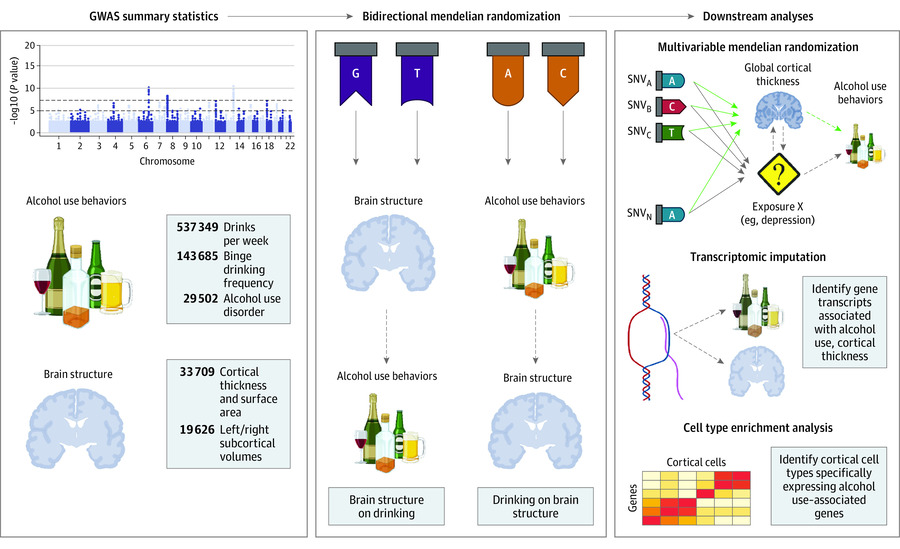 GWAS summary statistics
Bidirectional mendelian randomization
Downstream analyses
20
15
10
5
0
–log10 (P value)
1
2
3
4
5
6
7
8
9
10
12
14
16
18
22
Chromosome
Alcohol use behaviors
537 349 Drinks
per week
143 685 Binge
drinking
frequency
29 502 Alcohol use
disorder
Brain structure
33 709 Cortical
thickness
and surface
area
19 626 Left/right
subcortical
volumes
G
T
A
C
Brain structure
Alcohol use behaviors
Alcohol use behaviors
Brain structure
Brain structure
on drinking
Drinking on brain
structure
Multivariable mendelian randomization
SNVA
A
SNVB
C
SNVC
T
SNVN
A
Global cortical
thickness
Alcohol use
behaviors
?
Exposure X
(eg, depression)
Transcriptomic imputation
Identify gene
transcripts
associated
with alcohol
use, cortical
thickness
Cell type enrichment analysis
Cortical cells
Genes
Identify cortical cell
types specifically
expressing alcohol
use-associated
genes